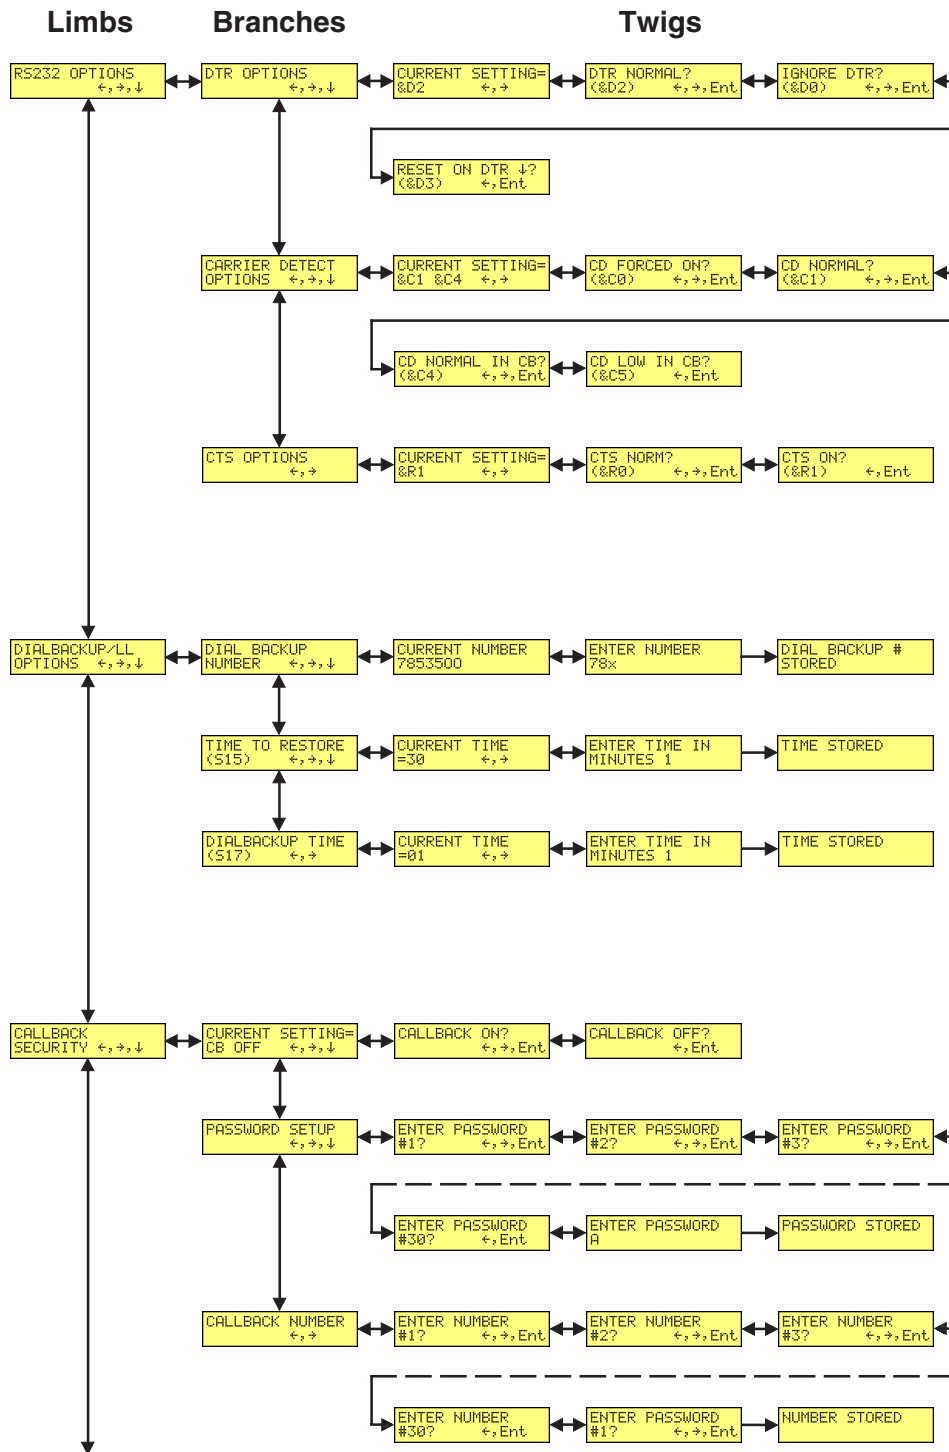 Limbs Branches Twigs
RS232 OPTIONS
←,→,↓
DTR OPTIONS
←,→,↓
CURRENT SETTING=
&D2 ←,→
DTR NORMAL?
(&D2) ←,→,Ent
IGNORE DTR?
(&D0) ←,→,Ent
RESET ON DTR ↓?
(&D3) ←,Ent
CARRIER DETECT
OPTIONS ←,→,↓
CURRENT SETTING=
&C1 &C4 ←,→
CD FORCED ON?
(&C0) ←,→,Ent
CD NORMAL?
(&C1) ←,→,Ent
CD NORMAL IN CB?
(&C4) ←,→,Ent
CD LOW IN CB?
(&C5) ←,Ent
CTS OPTIONS
←,→
CURRENT SETTING=
&R1 ←,→
CTS NORM?
(&R0) ←,→,Ent
CTS ON?
(&R1) ←,Ent
DIALBACKUP/LL
OPTIONS ←,→,↓
DIAL BACKUP
NUMBER ←,→,↓
CURRENT NUMBER
7853500
ENTER NUMBER
78x
DIAL BACKUP #
STORED
TIME TO RESTORE
(S15) ←,→,↓
CURRENT TIME
=30 ←,→
ENTER TIME IN
MINUTES 1
TIME STORED
DIALBACKUP TIME
(S17) ←,→
CURRENT TIME
=01 ←,→
ENTER TIME IN
MINUTES 1
TIME STORED
CALLBACK
SECURITY ←,→,↓
CURRENT SETTING=
CB OFF ←,→,↓
CALLBACK ON?
←,→,Ent
CALLBACK OFF?
←,Ent
PASSWORD SETUP
←,→,↓
ENTER PASSWORD
#1? ←,→,Ent
ENTER PASSWORD
#2? ←,→,Ent
ENTER PASSWORD
#3? ←,→,Ent
ENTER PASSWORD
#30? ←,Ent
ENTER PASSWORD
A
PASSWORD STORED
CALLBACK NUMBER
←,→
ENTER NUMBER
#1? ←,→,Ent
ENTER NUMBER
#2? ←,→,Ent
ENTER NUMBER
#3? ←,→,Ent
ENTER NUMBER
#30? ←,Ent
ENTER PASSWORD
#1? ←,→,Ent
NUMBER STORED